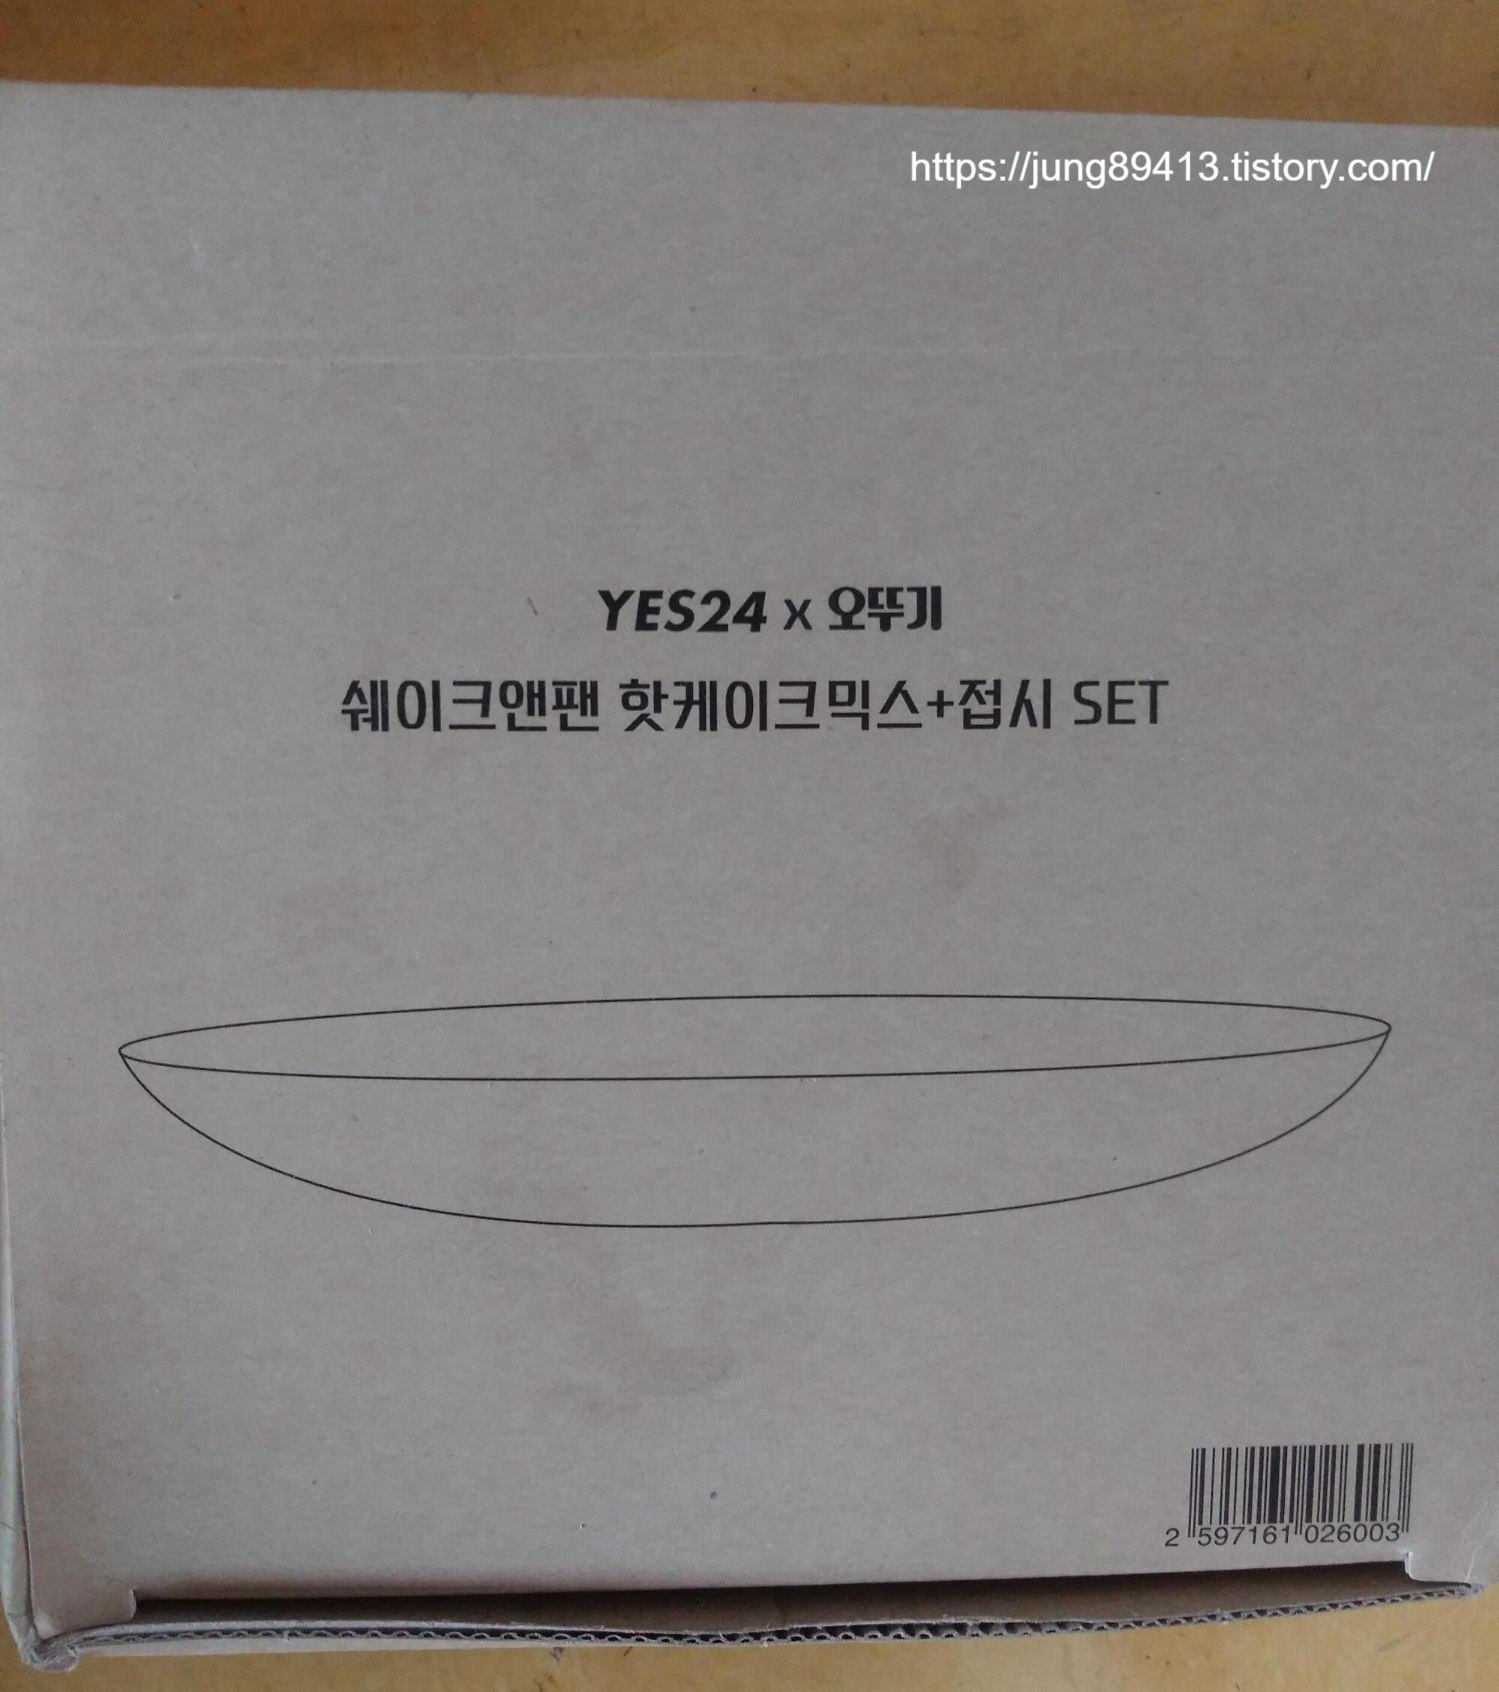 https://jung89413.tistory.com/
YES24 x 오뚜기
쉐이크앤팬 핫케이크믹스+접시 SET
2 597161 026003